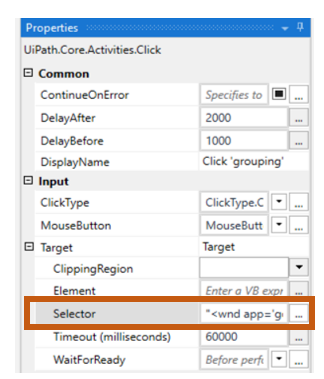 Properties
UiPath.Core.Activities.Click
Common
ContinueOnError Specifies to ...
DelayAfter 2000 ...
DelayBefore 1000 ...
DisplayName Click 'grouping'
Input
ClickType ClickType.C ...
MouseButton MouseButt ...
Target Target
ClippingRegion
Element Enter a VB expr ...
Selector "<wnd app='g ...
Timeout (milliseconds) 60000 ...
WaitForReady Before perfo ...